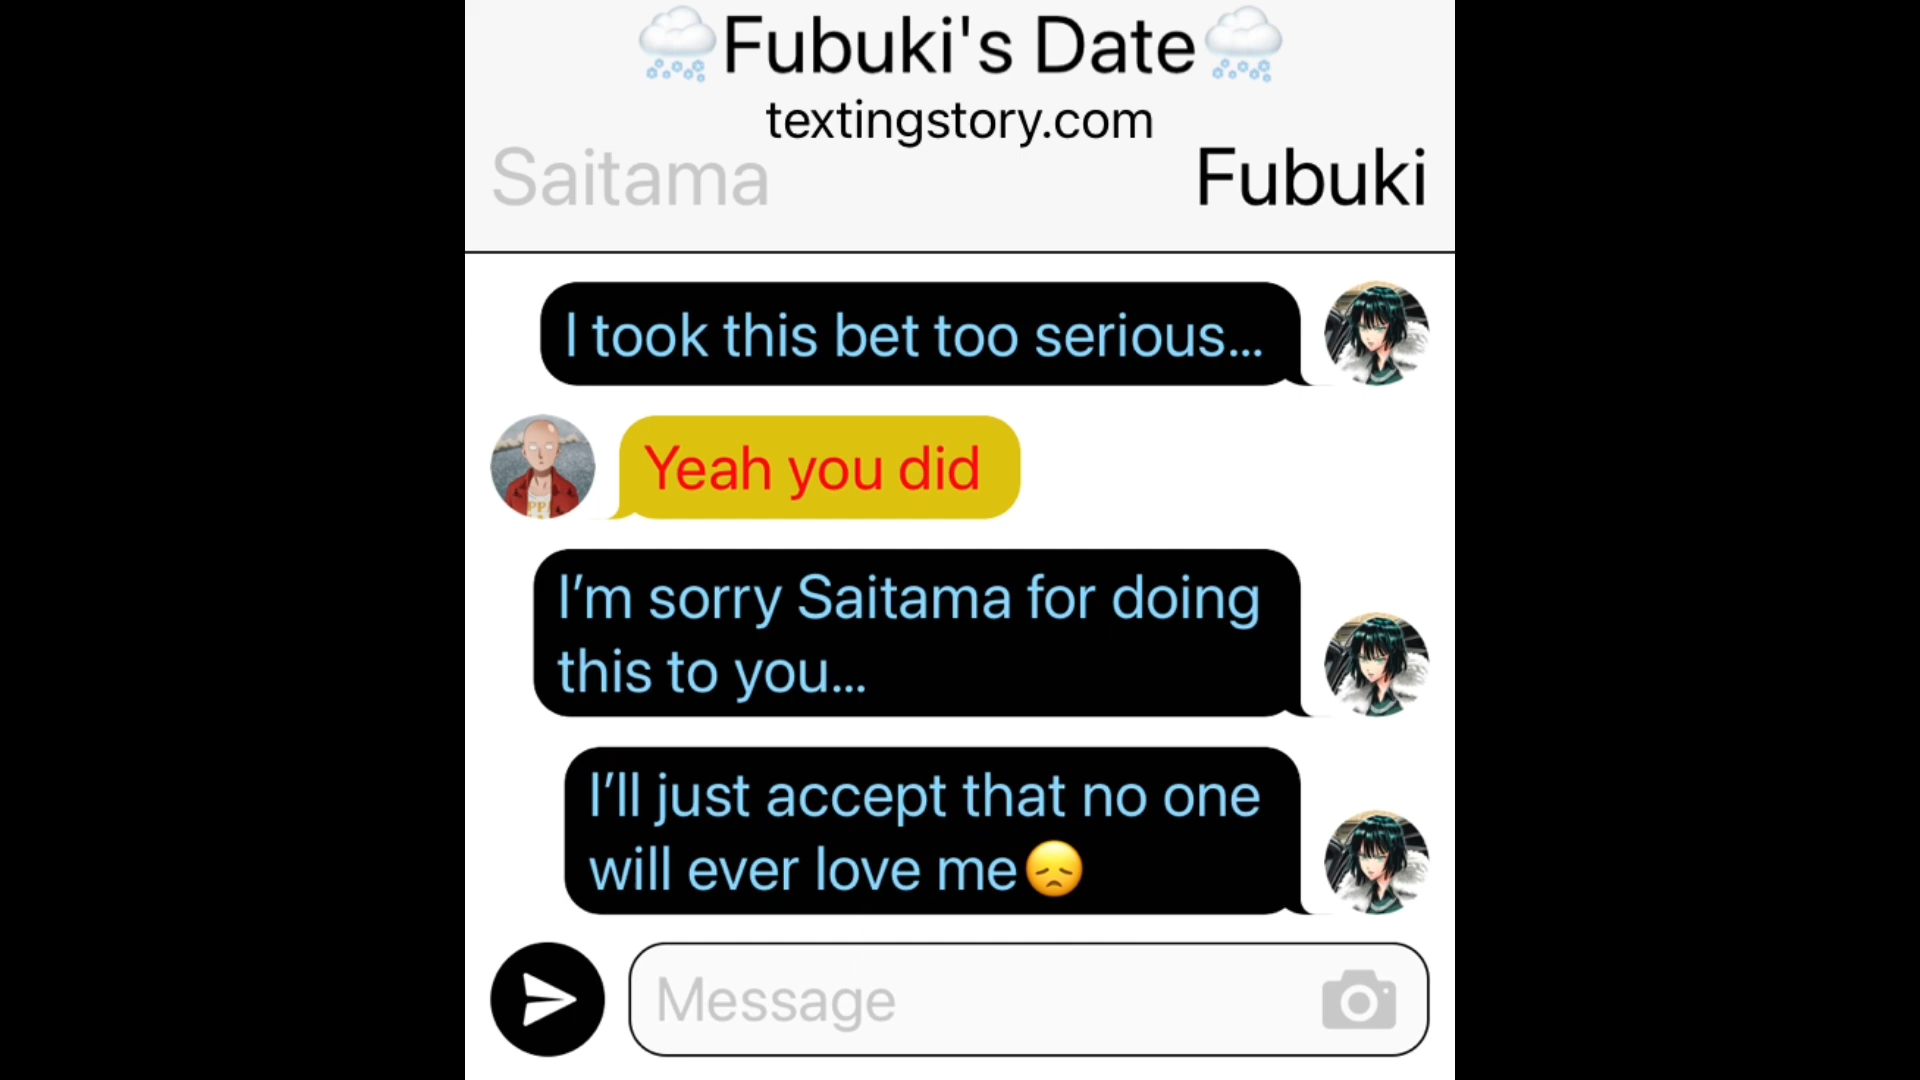 🌨Fubuki's Date🌨
textingstory.com
Saitama Fubuki
I took this bet too serious...
Yeah you did
I’m sorry Saitama for doing
this to you...
I’ll just accept that no one
will ever love me😞
Message